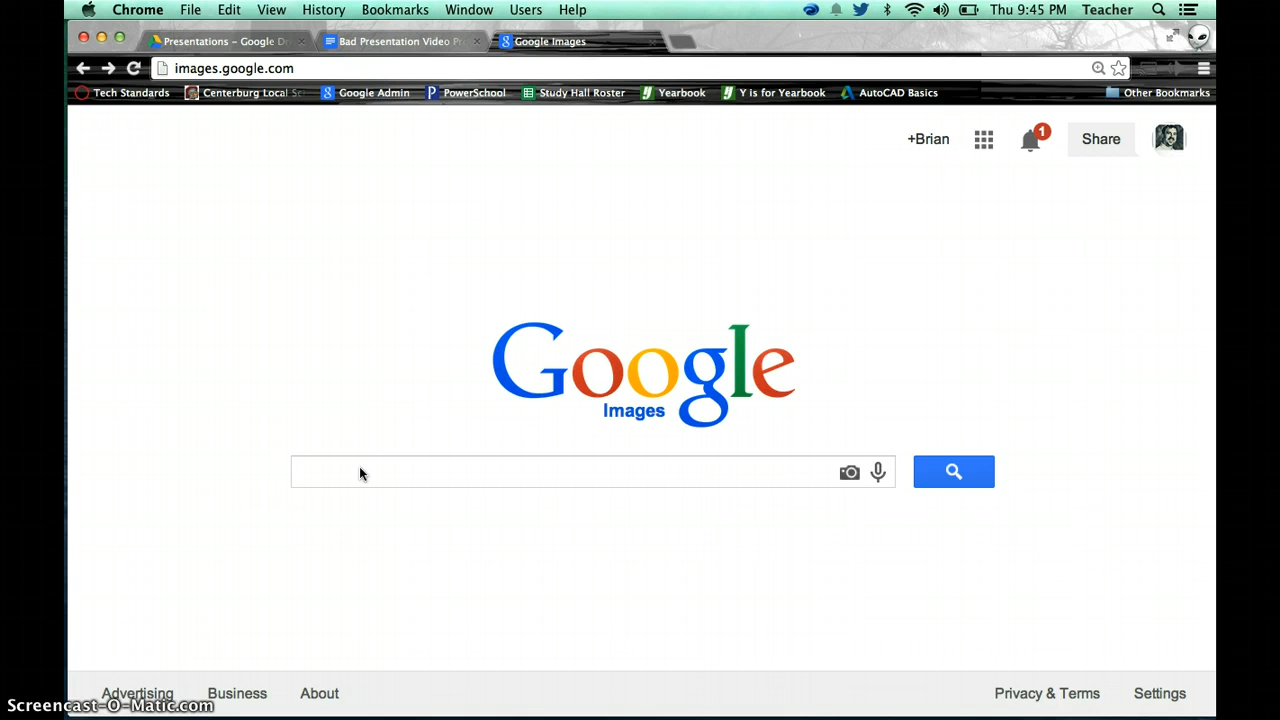 Chrome File Edit View History Bookmarks Window Users Help Thu 9:45 PM Teacher
Presentations – Google D Bad Presentation Video Pr Google Images
images.google.com
Tech Standards Centerburg Local Sc Google Admin PowerSchool Study Hall Roster Yearbook Y is for Yearbook AutoCAD Basics Other Bookmarks
+Brian 1 Share
Google
Images
Advertising Business About Privacy & Terms Settings
Screencast-O-Matic.com